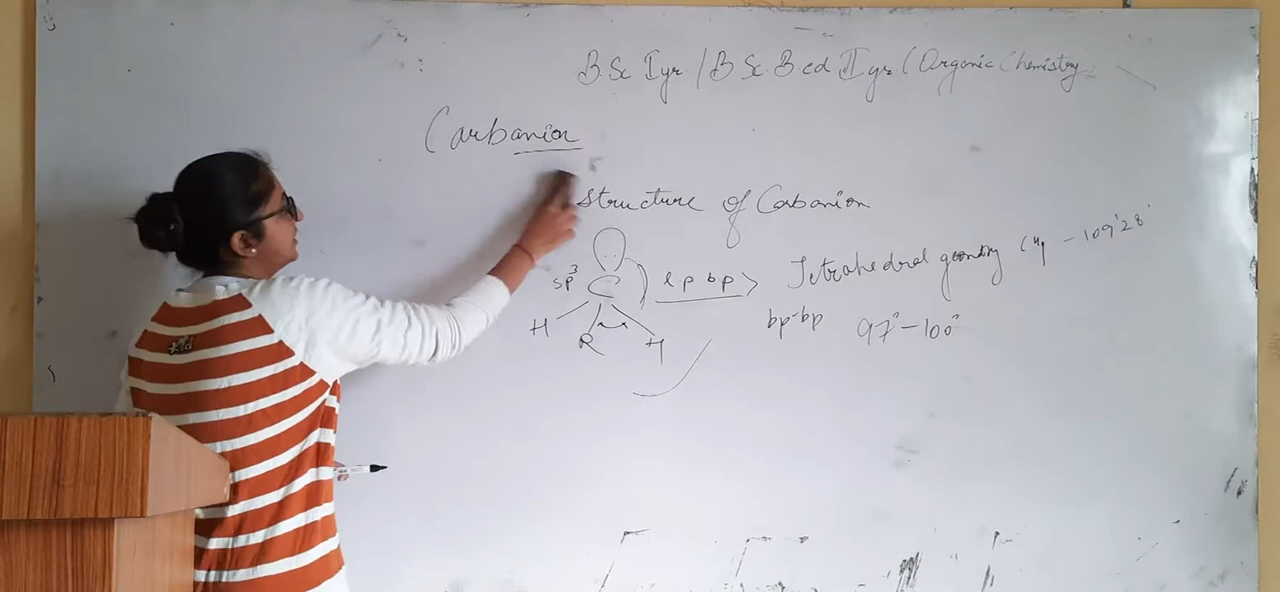 B.Sc I yr / B Sc. B ed II yr ( Organic Chemistry
Carbanion
Structure of Carbanion
sp3 C lp bp > Tetrahedral geometry CH4 - 109°28'
bp-bp 97° - 100°
H R H